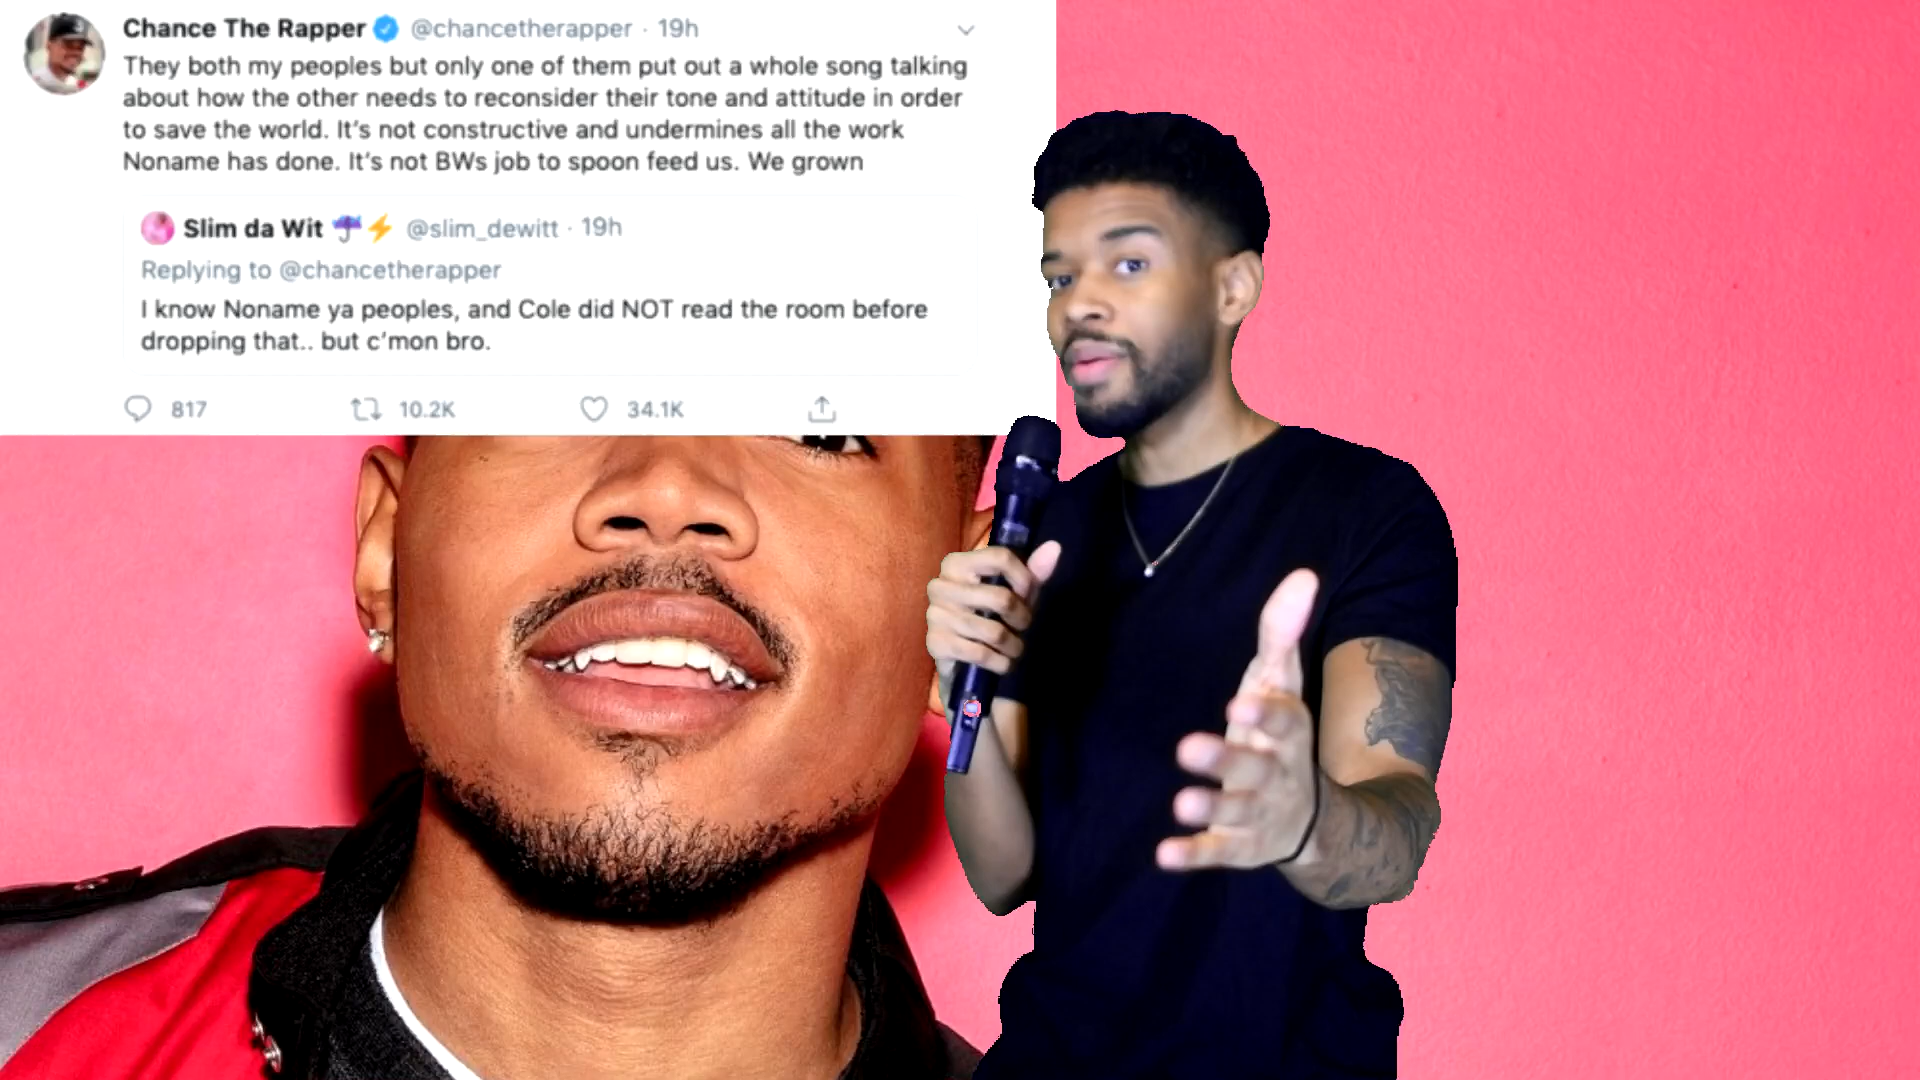 Chance The Rapper @chancetherapper · 19h
They both my peoples but only one of them put out a whole song talking
about how the other needs to reconsider their tone and attitude in order
to save the world. It's not constructive and undermines all the work
Noname has done. It's not BWs job to spoon feed us. We grown
Slim da Wit ☔⚡ @slim_dewitt · 19h
Replying to @chancetherapper
I know Noname ya peoples, and Cole did NOT read the room before
dropping that.. but c'mon bro.
817 10.2K 34.1K